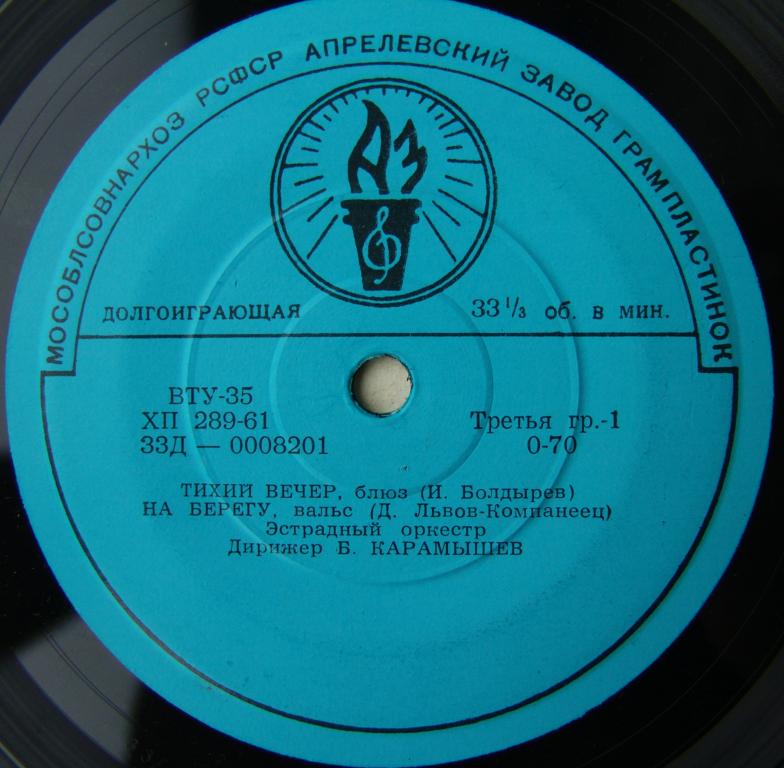 МОСОБЛСОВНАРХОЗ РСФСР АПРЕЛЕВСКИЙ ЗАВОД ГРАМПЛАСТИНОК
АЗ
ДОЛГОИГРАЮЩАЯ 33 1/3 об. в мин.
ВТУ-35
ХП 289-61 Третья гр.-1
33Д — 0008201 0-70
ТИХИЙ ВЕЧЕР, блюз (И. Болдырев)
НА БЕРЕГУ, вальс (Д. Львов-Компанеец)
Эстрадный оркестр
Дирижер Б. КАРАМЫШЕВ